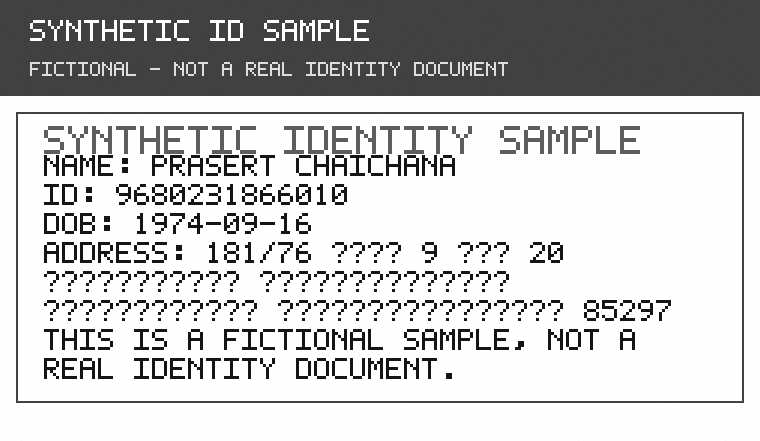 SYNTHETIC ID SAMPLE
FICTIONAL - NOT A REAL IDENTITY DOCUMENT
SYNTHETIC IDENTITY SAMPLE
NAME: PRASERT CHAICHANA
ID: 9680231866010
DOB: 1974-09-16
ADDRESS: 181/76 ???? 9 ??? 20
??????????? ??????????????
???????????? ???????????????? 85297
THIS IS A FICTIONAL SAMPLE, NOT A
REAL IDENTITY DOCUMENT.